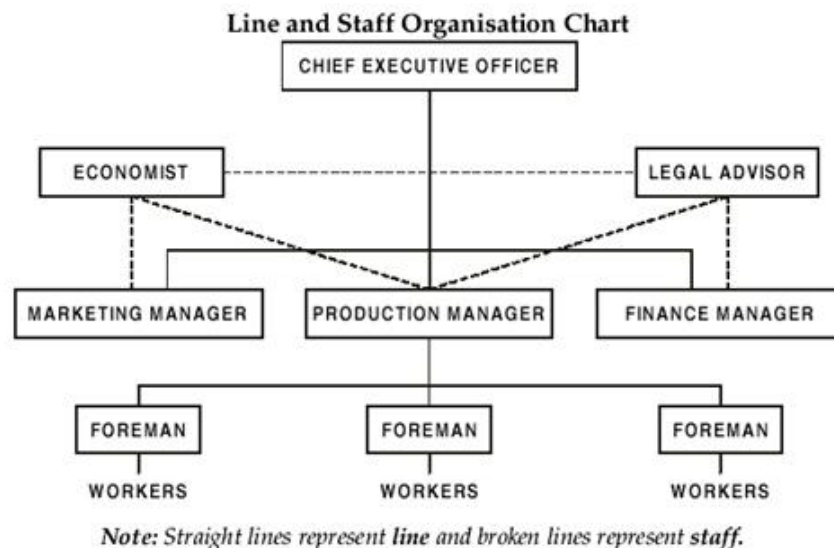 Line and Staff Organisation Chart
CHIEF EXECUTIVE OFFICER
ECONOMIST
LEGAL ADVISOR
MARKETING MANAGER
PRODUCTION MANAGER
FINANCE MANAGER
FOREMAN
FOREMAN
FOREMAN
WORKERS
WORKERS
WORKERS
Note: Straight lines represent line and broken lines represent staff.